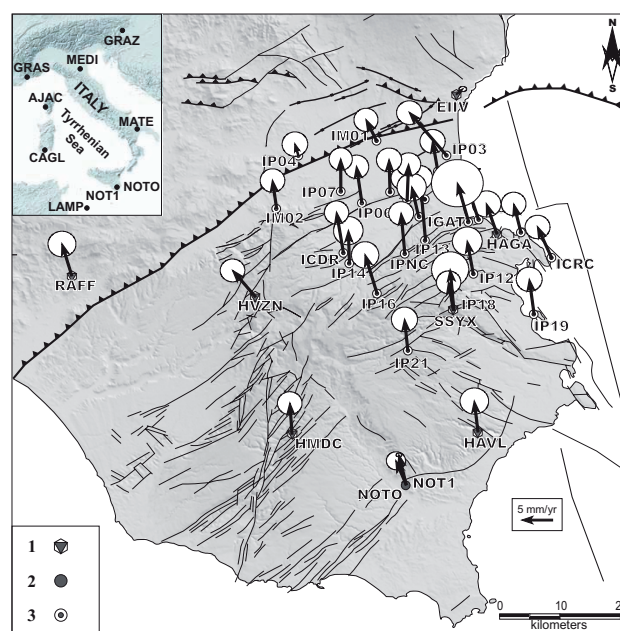 GRAZ
GRAS
MEDI
AJAC
ITALY
Tyrrhenian
Sea
MATE
CAGL
NOT1
NOTO
LAMP
N
S
EIIV
IM01
IP03
IP04
IP07
IP06
IM02
IGAT
HAGA
IP13
ICDR
IP14
IPNC
ICRC
IP12
RAFF
HVZN
IP16
IP18
SSYX
IP19
IP21
HMDC
HAVL
NOTO
NOT1
5 mm/yr
1
2
3
0 10 2
kilometers